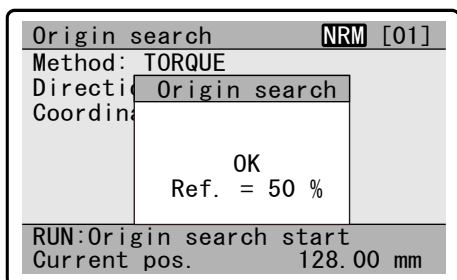 Origin search NRM [01]
Method: TORQUE
Directi
Origin search
Coordin
OK
Ref. = 50 %
RUN:Origin search start
Current pos. 128.00 mm